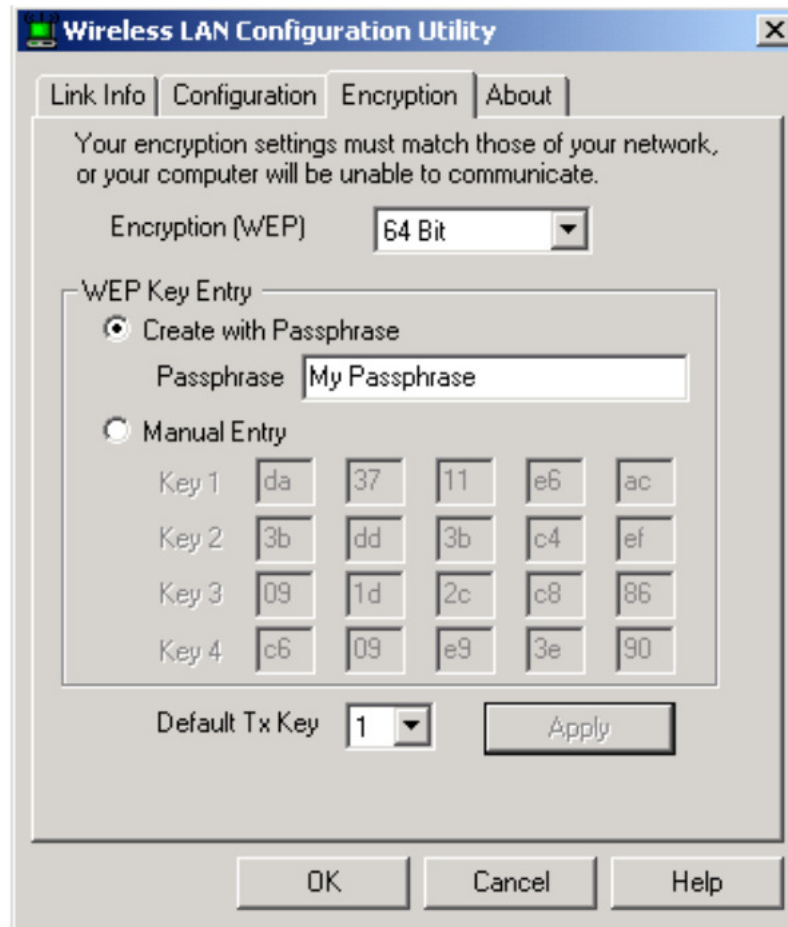 Wireless LAN Configuration Utility
Link Info Configuration Encryption About
Your encryption settings must match those of your network,
or your computer will be unable to communicate.
Encryption (WEP) 64 Bit
WEP Key Entry
Create with Passphrase
Passphrase My Passphrase
Manual Entry
Key 1 da 37 11 e6 ac
Key 2 3b dd 3b c4 ef
Key 3 09 1d 2c c8 86
Key 4 c6 09 e9 3e 90
Default Tx Key 1 Apply
OK Cancel Help